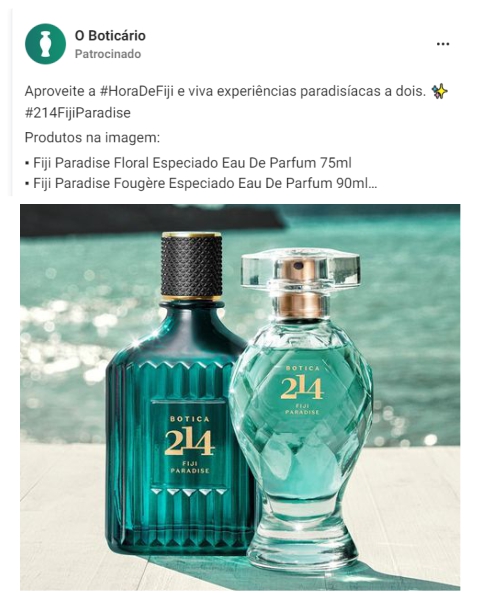 O Boticário
Patrocinado
Aproveite a #HoraDeFiji e viva experiências paradisíacas a dois. ✨
#214FijiParadise
Produtos na imagem:
• Fiji Paradise Floral Especiado Eau De Parfum 75ml
• Fiji Paradise Fougère Especiado Eau De Parfum 90ml...
BOTICA
214
FIJI
PARADISE
BOTICA
214
FIJI
PARADISE